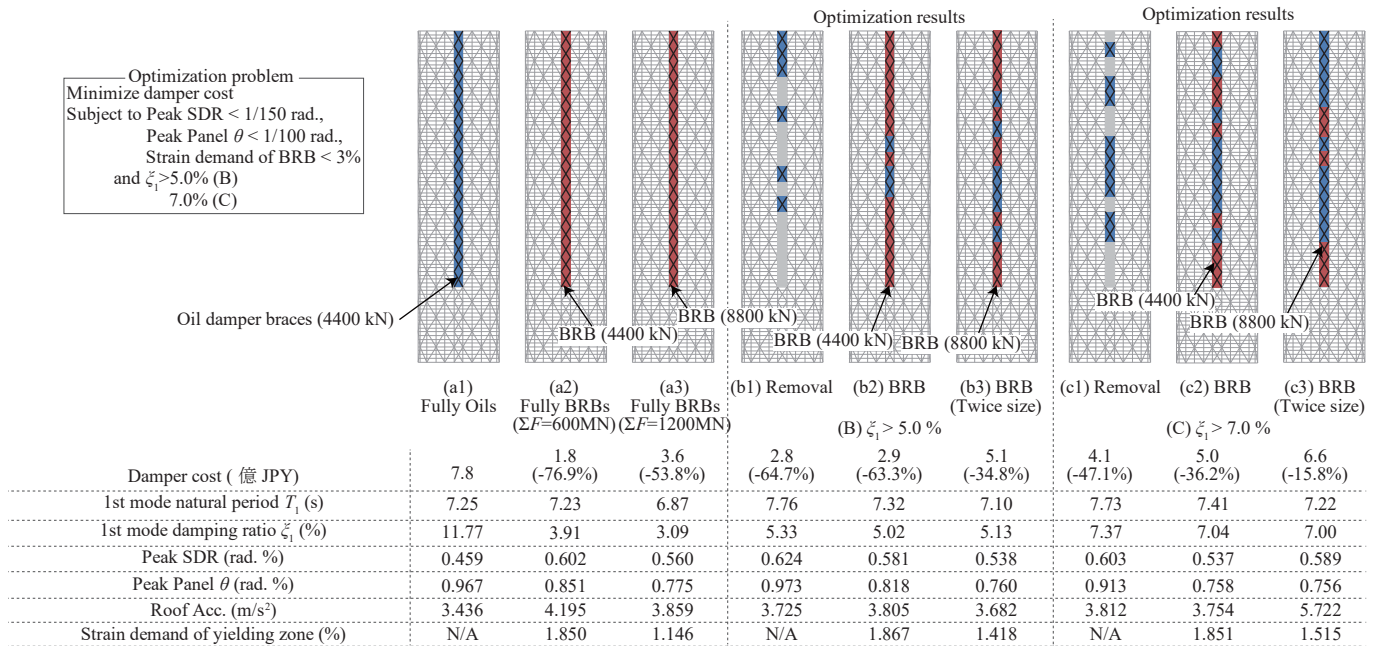 Optimization results
Optimization results
Optimization problem
Minimize damper cost
Subject to Peak SDR < 1/150 rad.,
Peak Panel θ < 1/100 rad.,
Strain demand of BRB < 3%
and ξ₁>5.0% (B)
7.0% (C)
Oil damper braces (4400 kN)
BRB (4400 kN)
BRB (8800 kN)
BRB (4400 kN)
BRB (8800 kN)
BRB (4400 kN)
BRB (8800 kN)
(a1)
Fully Oils
(a2)
Fully BRBs
(ΣF=600MN)
(a3)
Fully BRBs
(ΣF=1200MN)
(b1) Removal
(b2) BRB
(b3) BRB
(Twice size)
(B) ξ₁ > 5.0 %
(c1) Removal
(c2) BRB
(c3) BRB
(Twice size)
(C) ξ₁ > 7.0 %
Damper cost ( 億 JPY) 7.8 1.8 3.6 2.8 2.9 5.1 4.1 5.0 6.6
(-76.9%) (-53.8%) (-64.7%) (-63.3%) (-34.8%) (-47.1%) (-36.2%) (-15.8%)
1st mode natural period T₁ (s) 7.25 7.23 6.87 7.76 7.32 7.10 7.73 7.41 7.22
1st mode damping ratio ξ₁ (%) 11.77 3.91 3.09 5.33 5.02 5.13 7.37 7.04 7.00
Peak SDR (rad. %) 0.459 0.602 0.560 0.624 0.581 0.538 0.603 0.537 0.589
Peak Panel θ (rad. %) 0.967 0.851 0.775 0.973 0.818 0.760 0.913 0.758 0.756
Roof Acc. (m/s²) 3.436 4.195 3.859 3.725 3.805 3.682 3.812 3.754 5.722
Strain demand of yielding zone (%) N/A 1.850 1.146 N/A 1.867 1.418 N/A 1.851 1.515